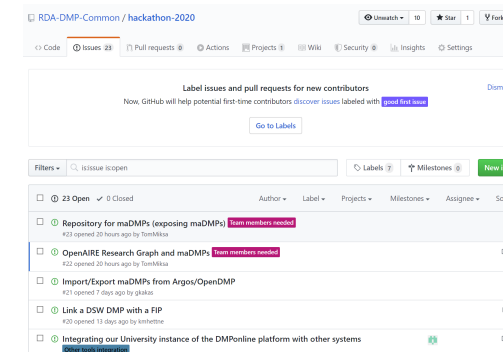 RDA-DMP-Common / hackathon-2020
Unwatch 10 Star 1 Fork
Code Issues 23 Pull requests 0 Actions Projects 1 Wiki Security 0 Insights Settings
Label issues and pull requests for new contributors
Now, GitHub will help potential first-time contributors discover issues labeled with good first issue
Dism
Go to Labels
Filters is:issue is:open Labels 7 Milestones 0 New i
23 Open 0 Closed Author Label Projects Milestones Assignee So
Repository for maDMPs (exposing maDMPs) Team members needed
#23 opened 20 hours ago by TomMiksa
OpenAIRE Research Graph and maDMPs Team members needed
#22 opened 20 hours ago by TomMiksa
Import/Export maDMPs from Argos/OpenDMP
#21 opened 7 days ago by gkakas
Link a DSW DMP with a FIP
#20 opened 13 days ago by kmhettne
Integrating our University instance of the DMPonline platform with other systems
Other tools integration